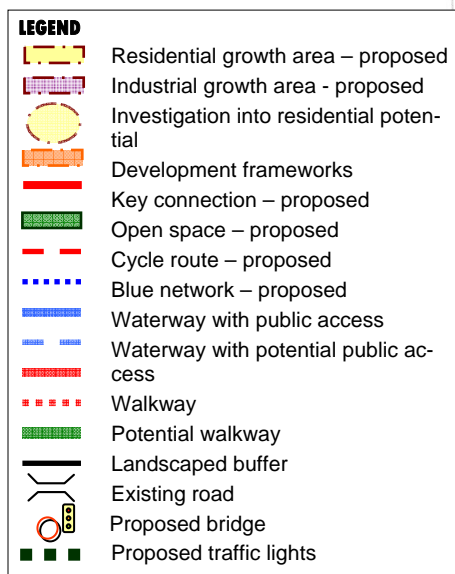 LEGEND
Residential growth area – proposed
Industrial growth area - proposed
Investigation into residential poten-
tial
Development frameworks
Key connection – proposed
Open space – proposed
Cycle route – proposed
Blue network – proposed
Waterway with public access
Waterway with potential public ac-
cess
Walkway
Potential walkway
Landscaped buffer
Existing road
Proposed bridge
Proposed traffic lights